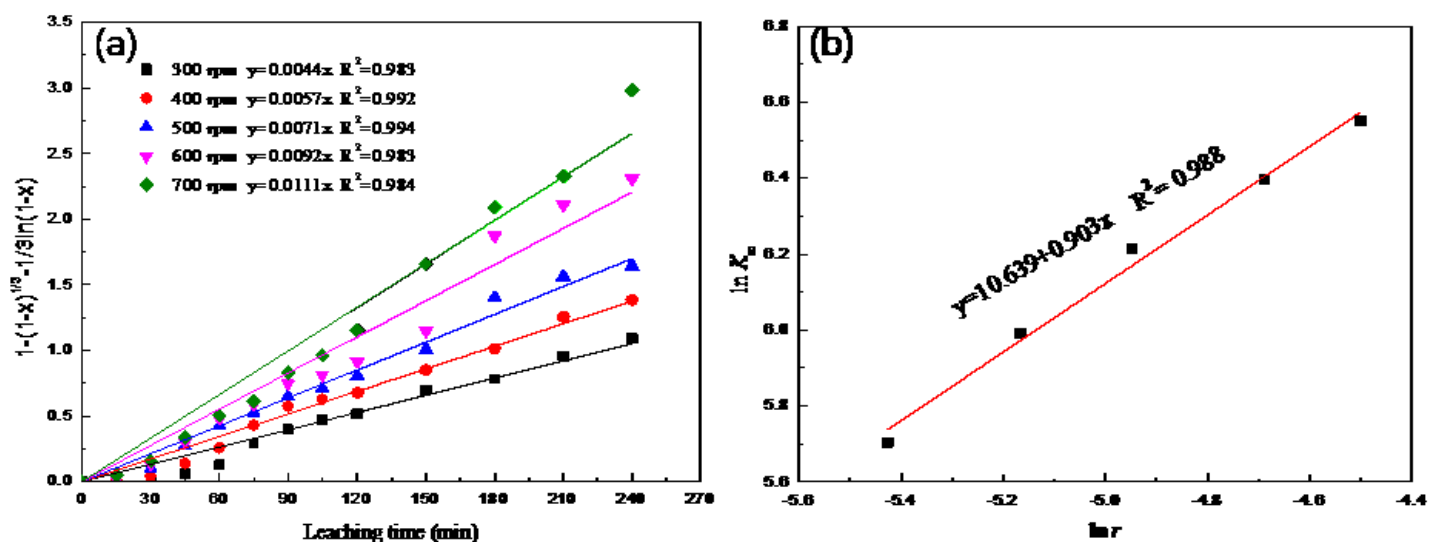 (a)
3.5
3.0
2.5
2.0
1.5
1.0
0.5
0.0
1-(1-x)^1/3-1/3ln(1-x)
300 rpm y=0.0044x R²=0.983
400 rpm y=0.0057x R²=0.992
500 rpm y=0.0071x R²=0.994
600 rpm y=0.0092x R²=0.983
700 rpm y=0.0111x R²=0.984
0 30 60 90 120 150 180 210 240 270
Leaching time (min)
(b)
6.8
6.6
6.4
6.2
6.0
5.8
5.6
ln K
y=10.639+0.903x R²= 0.988
-5.6 -5.4 -5.2 -5.0 -4.8 -4.6 -4.4
ln r